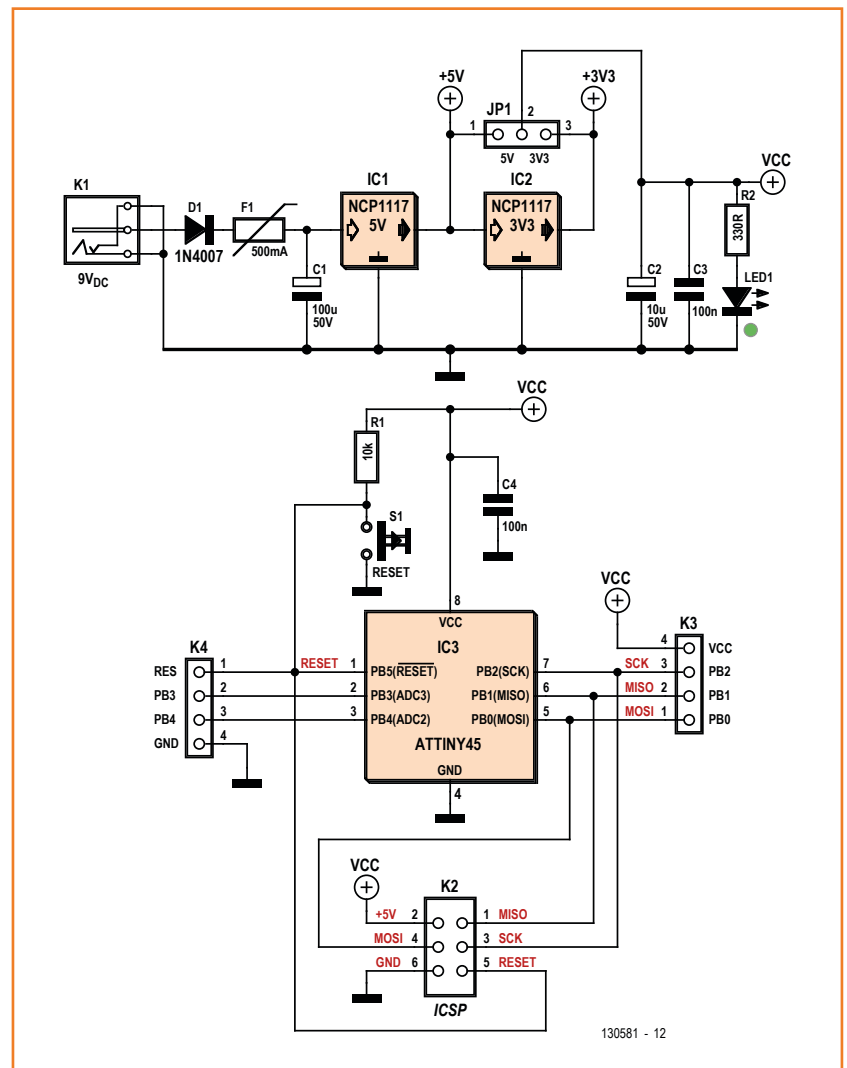 +5V
+3V3
JP1
2
1
3
5V 3V3
VCC
K1
D1
F1
IC1
IC2
R2
330R
NCP1117
5V
NCP1117
3V3
1N4007
500mA
9VDC
C1
100u
50V
C2
10u
50V
C3
100n
LED1
VCC
R1
10k
C4
100n
S1
RESET
VCC
8
VCC
IC3
K4
K3
4 VCC
RES 1 RESET 1 PB5(RESET)
PB2(SCK) 7 SCK 3 PB2
PB3 2 2 PB3(ADC3)
PB1(MISO) 6 MISO 2 PB1
PB4 3 3 PB4(ADC2)
PB0(MOSI) 5 MOSI 1 PB0
GND 4
ATTINY45
GND
4
VCC
K2
+5V 2 1 MISO
MOSI 4 3 SCK
GND 6 5 RESET
ICSP
130581 - 12